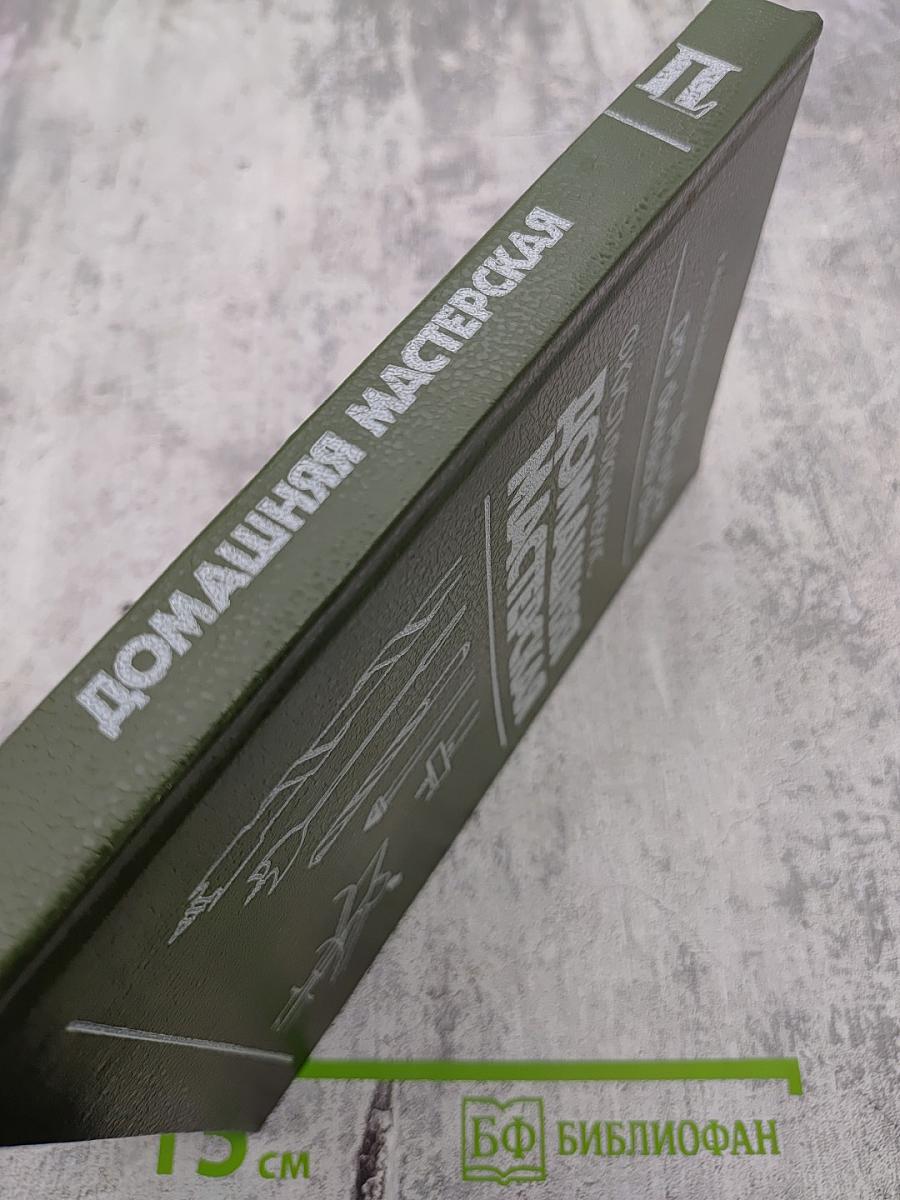 П
ДОМАШНЯЯ МАСТЕРСКАЯ
ДОМАШНЯЯ
МАСТЕРСКАЯ
15 см
БФ БИБЛИОФАН